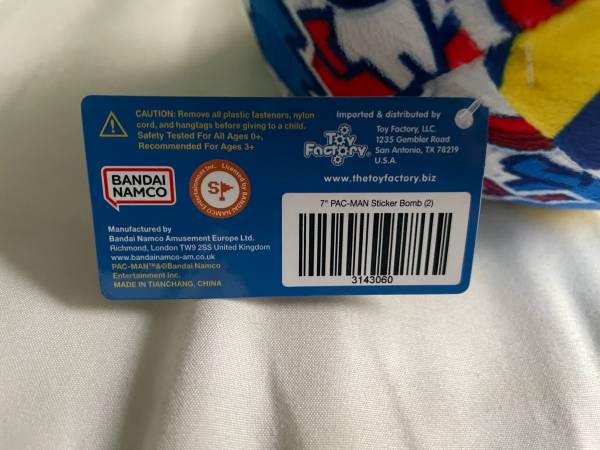 CAUTION: Remove all plastic fasteners, nylon
cord, and hangtags before giving to a child.
Safety Tested For All Ages 0+,
Recommended For Ages 3+
Imported & distributed by
Toy Factory
Toy Factory, LLC.
1235 Gembler Road
San Antonio, TX 78219
U.S.A.
www.thetoyfactory.biz
BANDAI
NAMCO
Licensed by
BANDAI NAMCO Entertainment Inc.
S
7" PAC-MAN Sticker Bomb (2)
3143060
Manufactured by
Bandai Namco Amusement Europe Ltd.
Richmond, London TW9 2SS United Kingdom
www.bandainamco-am.co.uk
PAC-MAN™&©Bandai Namco
Entertainment Inc.
MADE IN TIANCHANG, CHINA